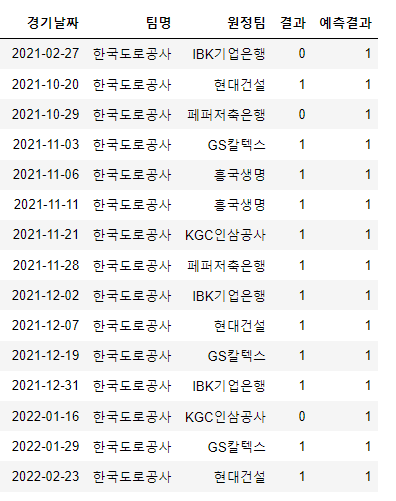 경기날짜 팀명 원정팀 결과 예측결과
2021-02-27 한국도로공사 IBK기업은행 0 1
2021-10-20 한국도로공사 현대건설 1 1
2021-10-29 한국도로공사 페퍼저축은행 0 1
2021-11-03 한국도로공사 GS칼텍스 1 1
2021-11-06 한국도로공사 흥국생명 1 1
2021-11-11 한국도로공사 흥국생명 1 1
2021-11-21 한국도로공사 KGC인삼공사 1 1
2021-11-28 한국도로공사 페퍼저축은행 1 1
2021-12-02 한국도로공사 IBK기업은행 1 1
2021-12-07 한국도로공사 현대건설 1 1
2021-12-19 한국도로공사 GS칼텍스 1 1
2021-12-31 한국도로공사 IBK기업은행 1 1
2022-01-16 한국도로공사 KGC인삼공사 0 1
2022-01-29 한국도로공사 GS칼텍스 1 1
2022-02-23 한국도로공사 현대건설 1 1